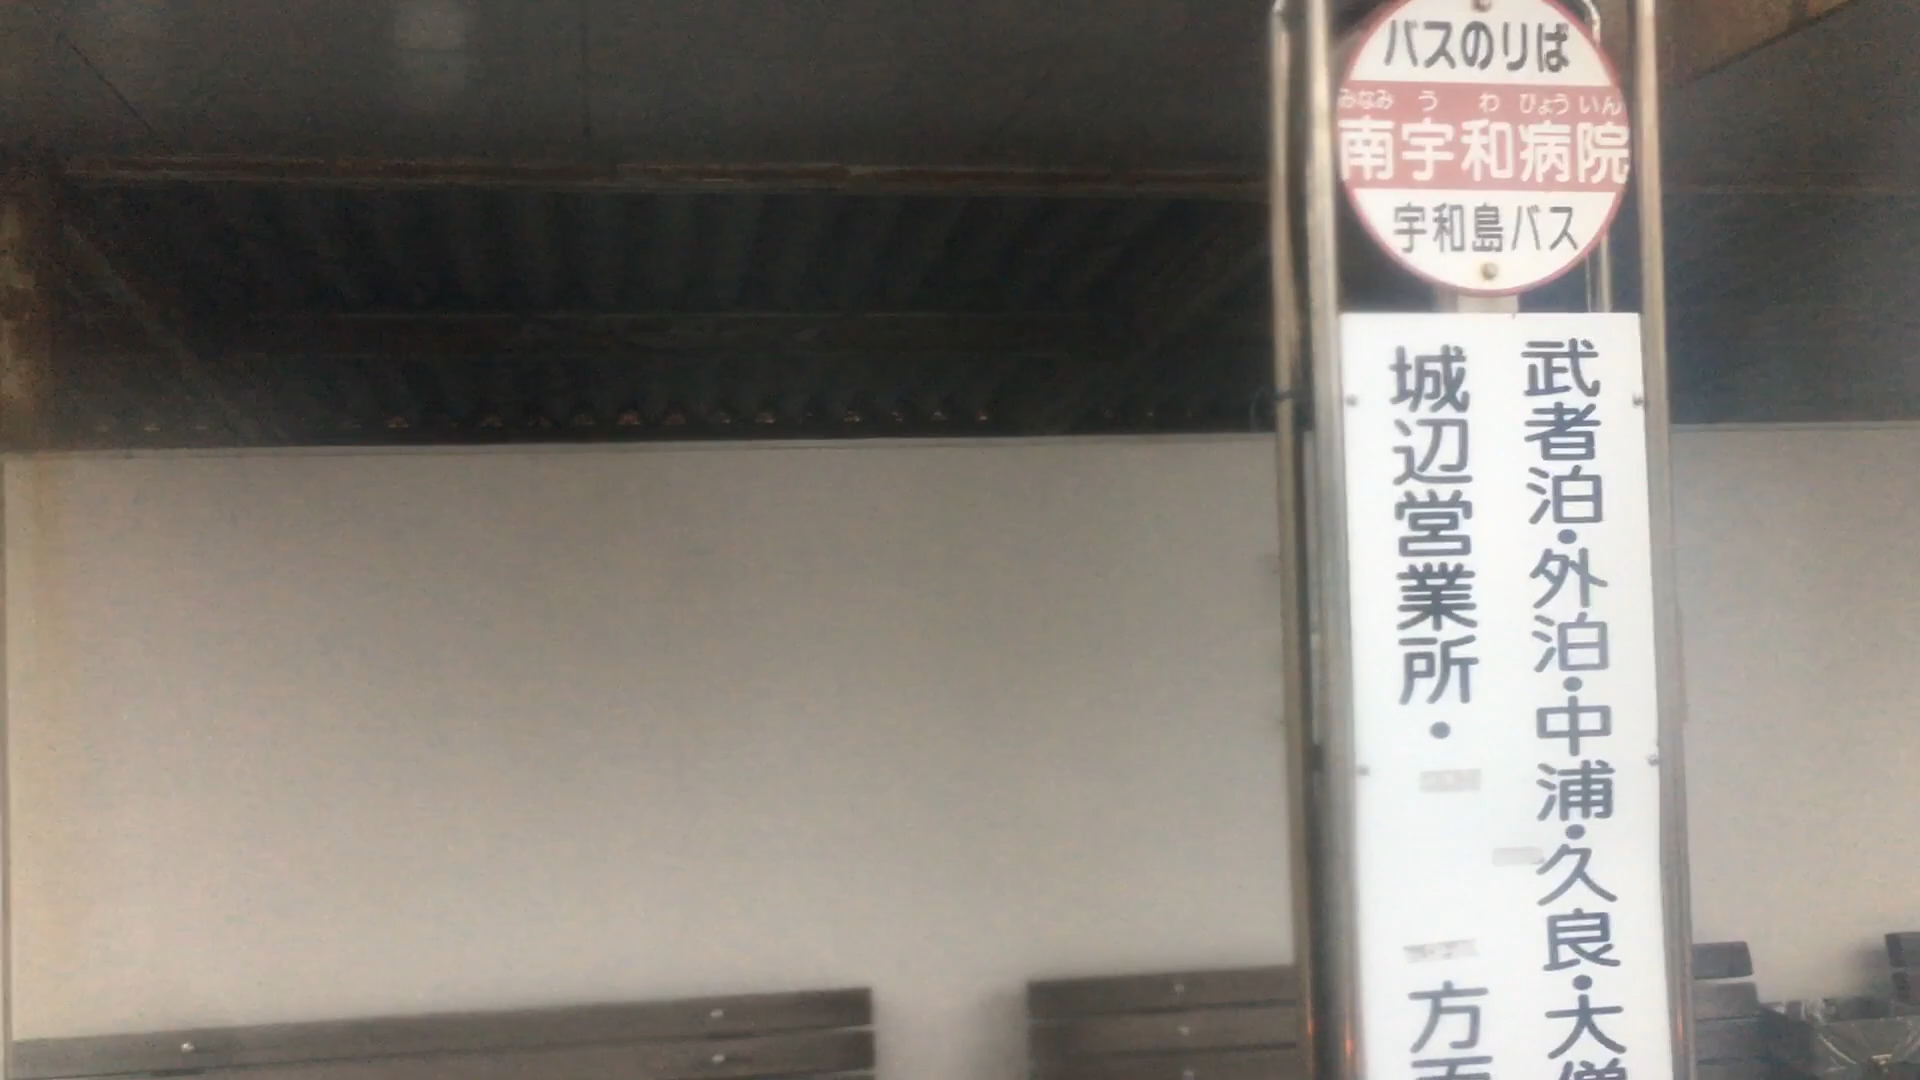 バスのりば
みなみ う わ びょういん
南宇和病院
宇和島バス
武者泊・外泊・中浦・久良・大僧
城辺営業所・
方面